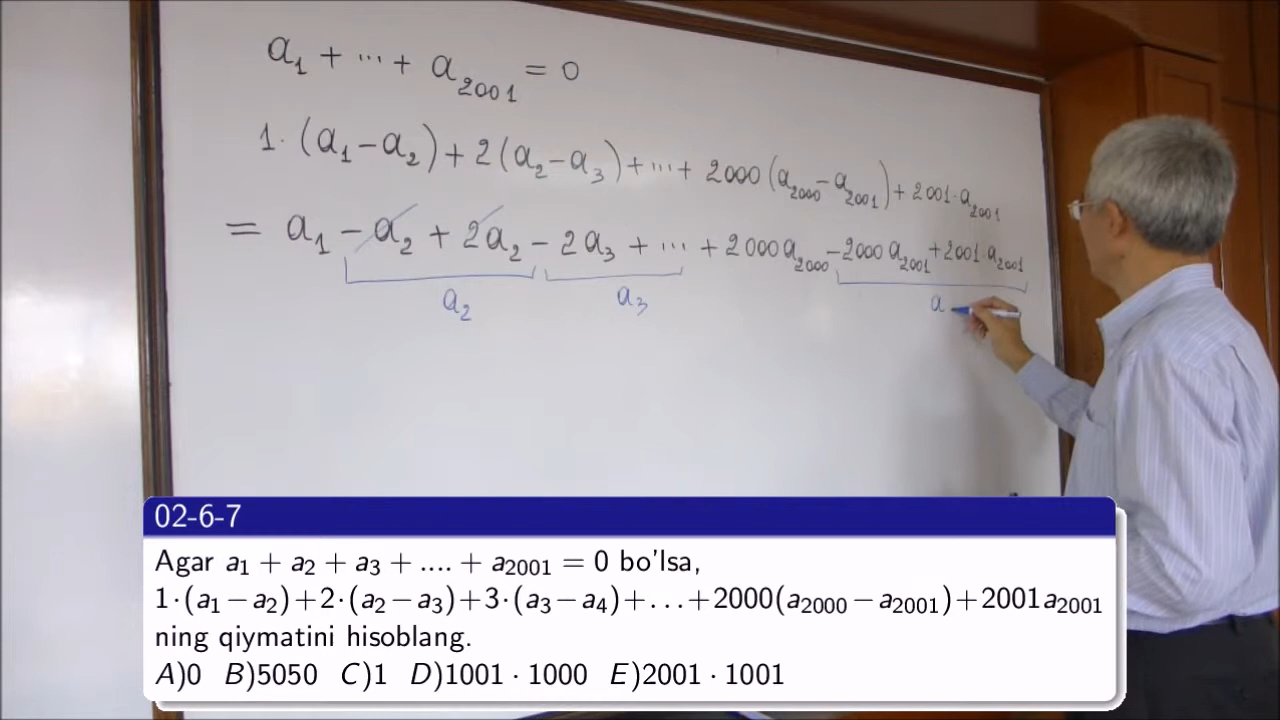 a₁ + ... + a₂₀₀₁ = 0
1·(a₁-a₂)+2(a₂-a₃)+...+ 2000(a₂₀₀₀-a₂₀₀₁)+2001·a₂₀₀₁
= a₁ - a₂ + 2a₂ - 2a₃ + ... + 2000a₂₀₀₀-2000a₂₀₀₁+2001·a₂₀₀₁
a₂ a₃ a
02-6-7
Agar a₁ + a₂ + a₃ + .... + a₂₀₀₁ = 0 bo'lsa,
1·(a₁-a₂)+2·(a₂-a₃)+3·(a₃-a₄)+...+2000(a₂₀₀₀-a₂₀₀₁)+2001a₂₀₀₁
ning qiymatini hisoblang.
A)0 B)5050 C)1 D)1001 · 1000 E)2001 · 1001